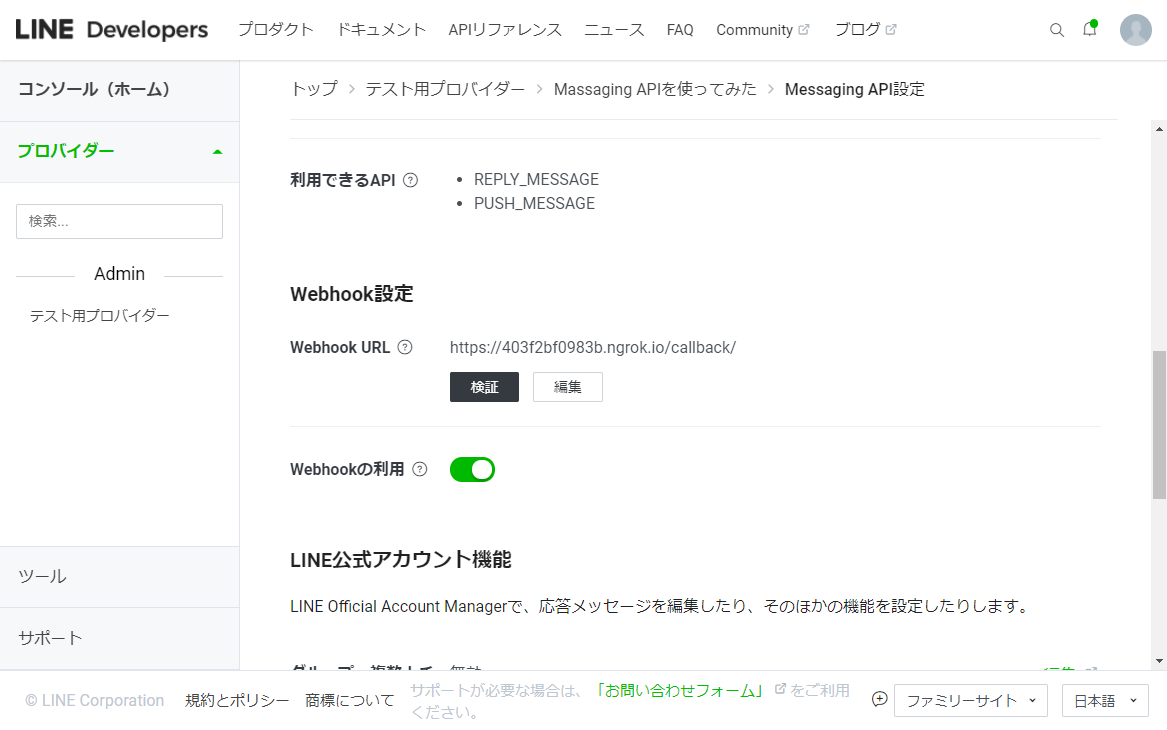 LINE Developers プロダクト ドキュメント APIリファレンス ニュース FAQ Community ブログ
コンソール（ホーム）
プロバイダー
検索...
Admin
テスト用プロバイダー
ツール
サポート
トップ テスト用プロバイダー Massaging APIを使ってみた Messaging API設定
利用できるAPI
REPLY_MESSAGE
PUSH_MESSAGE
Webhook設定
Webhook URL https://403f2bf0983b.ngrok.io/callback/
検証 編集
Webhookの利用
LINE公式アカウント機能
LINE Official Account Managerで、応答メッセージを編集したり、そのほかの機能を設定したりします。
© LINE Corporation 規約とポリシー 商標について
サポートが必要な場合は、「お問い合わせフォーム」をご利用
ください。
ファミリーサイト 日本語